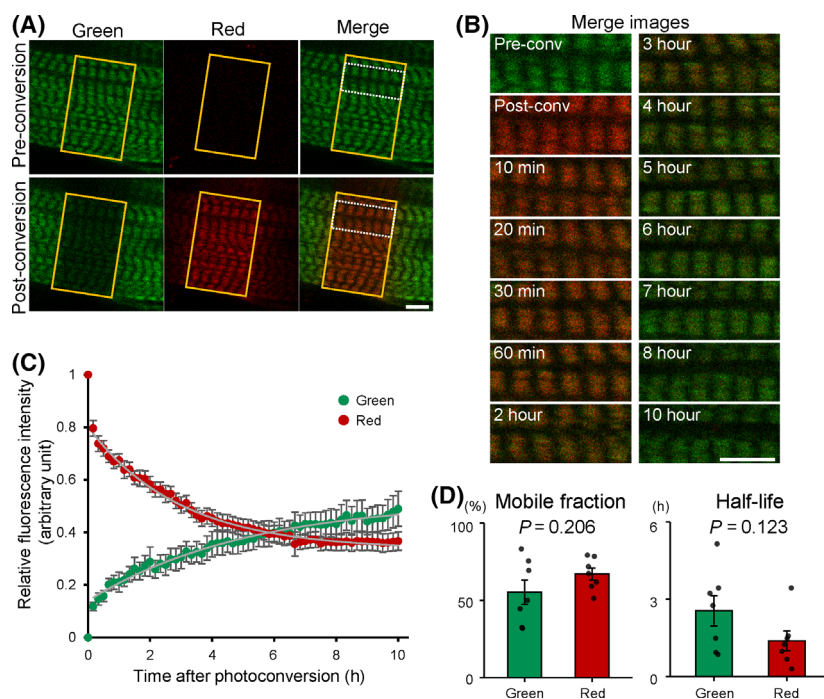 (A)
Green Red Merge
Pre-conversion
Post-conversion
(B)
Merge images
Pre-conv
Post-conv
10 min
20 min
30 min
60 min
2 hour
3 hour
4 hour
5 hour
6 hour
7 hour
8 hour
10 hour
(C)
Relative fluorescence intensity
(arbitrary unit)
1
0.8
0.6
0.4
0.2
0
Green
Red
0 2 4 6 8 10
Time after photoconversion (h)
(D)
(%) Mobile fraction
P = 0.206
100
50
0
Green Red
(h) Half-life
P = 0.123
6
3
0
Green Red